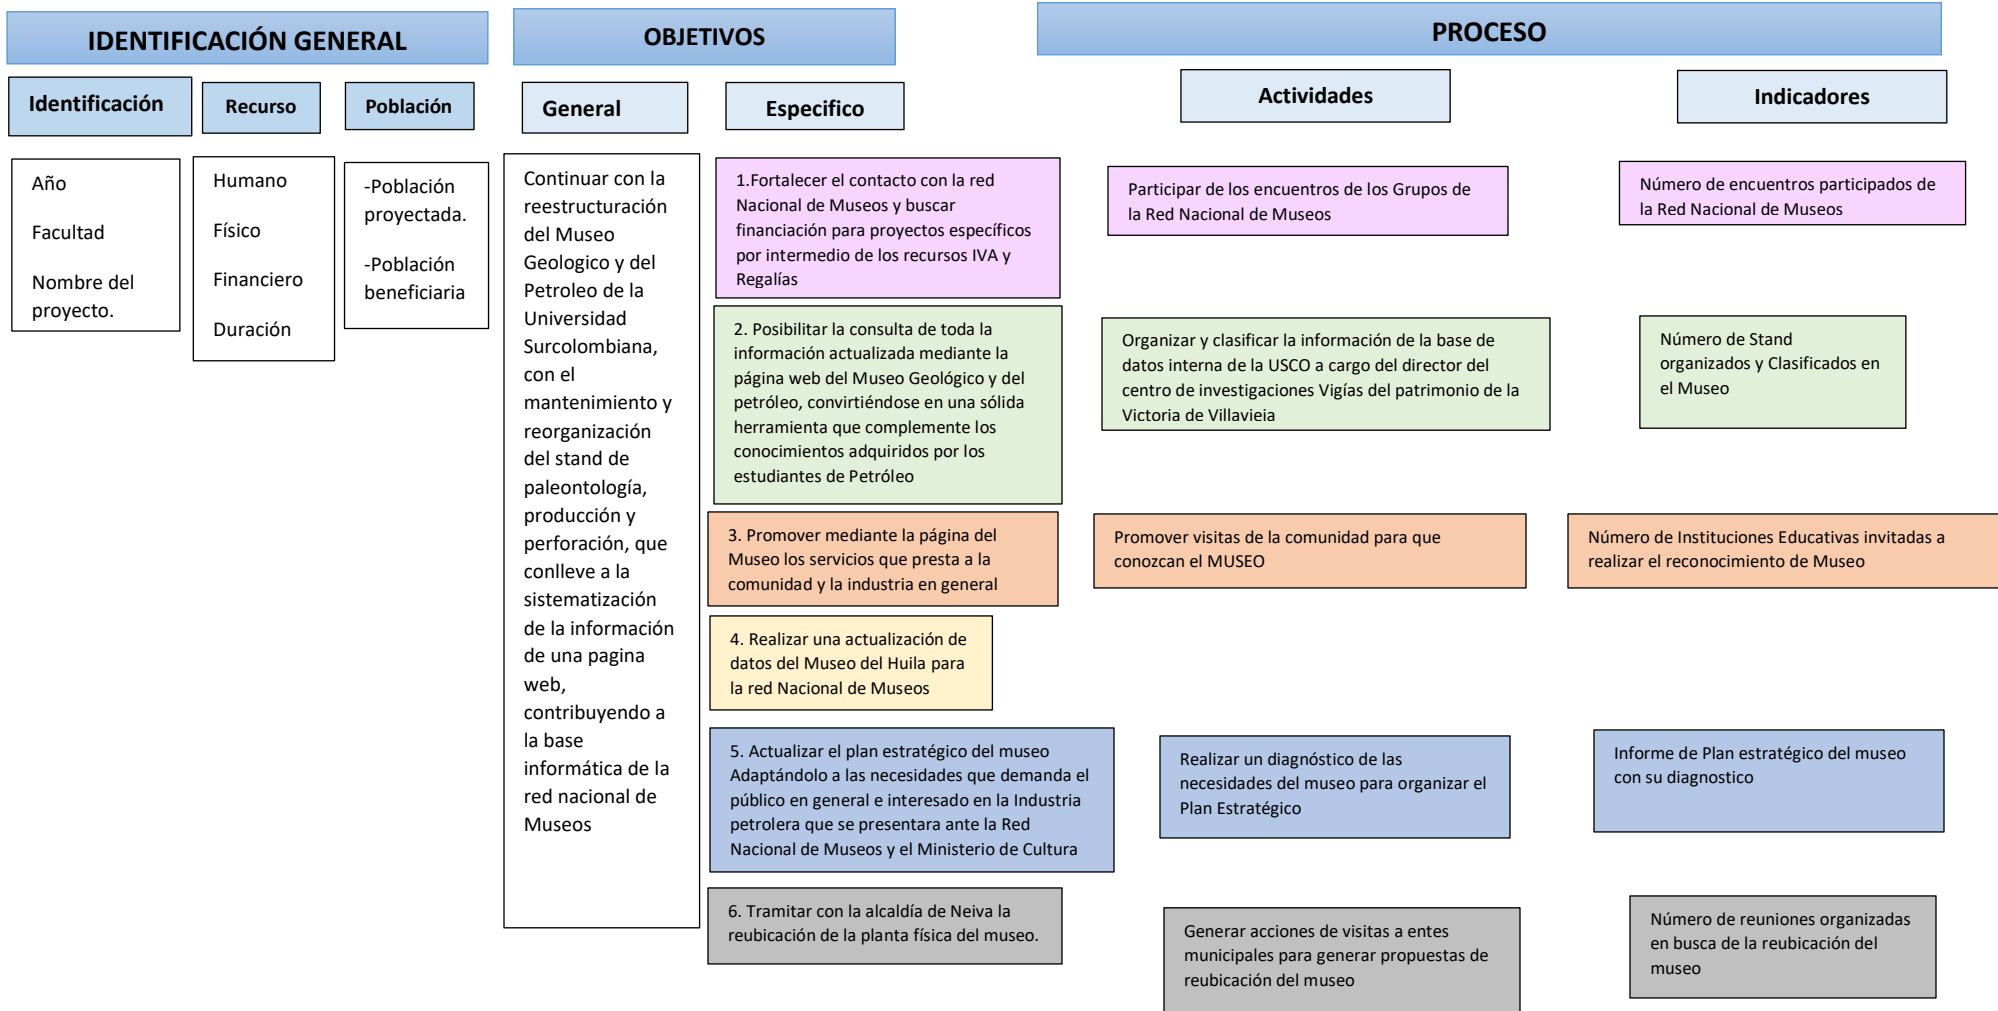 IDENTIFICACIÓN GENERAL
OBJETIVOS
PROCESO
Identificación
Recurso
Población
General
Especifico
Actividades
Indicadores
Año
Facultad
Nombre del
proyecto.
Humano
Físico
Financiero
Duración
-Población
proyectada.
-Población
beneficiaria
Continuar con la
reestructuración
del Museo
Geologico y del
Petroleo de la
Universidad
Surcolombiana,
con el
mantenimiento y
reorganización
del stand de
paleontología,
producción y
perforación, que
conlleve a la
sistematización
de la información
de una pagina
web,
contribuyendo a
la base
informática de la
red nacional de
Museos
1.Fortalecer el contacto con la red
Nacional de Museos y buscar
financiación para proyectos específicos
por intermedio de los recursos IVA y
Regalías
Participar de los encuentros de los Grupos de
la Red Nacional de Museos
Número de encuentros participados de
la Red Nacional de Museos
2. Posibilitar la consulta de toda la
información actualizada mediante la
página web del Museo Geológico y del
petróleo, convirtiéndose en una sólida
herramienta que complemente los
conocimientos adquiridos por los
estudiantes de Petróleo
Organizar y clasificar la información de la base de
datos interna de la USCO a cargo del director del
centro de investigaciones Vigías del patrimonio de la
Victoria de Villavieia
Número de Stand
organizados y Clasificados en
el Museo
3. Promover mediante la página del
Museo los servicios que presta a la
comunidad y la industria en general
Promover visitas de la comunidad para que
conozcan el MUSEO
Número de Instituciones Educativas invitadas a
realizar el reconocimiento de Museo
4. Realizar una actualización de
datos del Museo del Huila para
la red Nacional de Museos
5. Actualizar el plan estratégico del museo
Adaptándolo a las necesidades que demanda el
público en general e interesado en la Industria
petrolera que se presentara ante la Red
Nacional de Museos y el Ministerio de Cultura
Realizar un diagnóstico de las
necesidades del museo para organizar el
Plan Estratégico
Informe de Plan estratégico del museo
con su diagnostico
6. Tramitar con la alcaldía de Neiva la
reubicación de la planta física del museo.
Generar acciones de visitas a entes
municipales para generar propuestas de
reubicación del museo
Número de reuniones organizadas
en busca de la reubicación del
museo